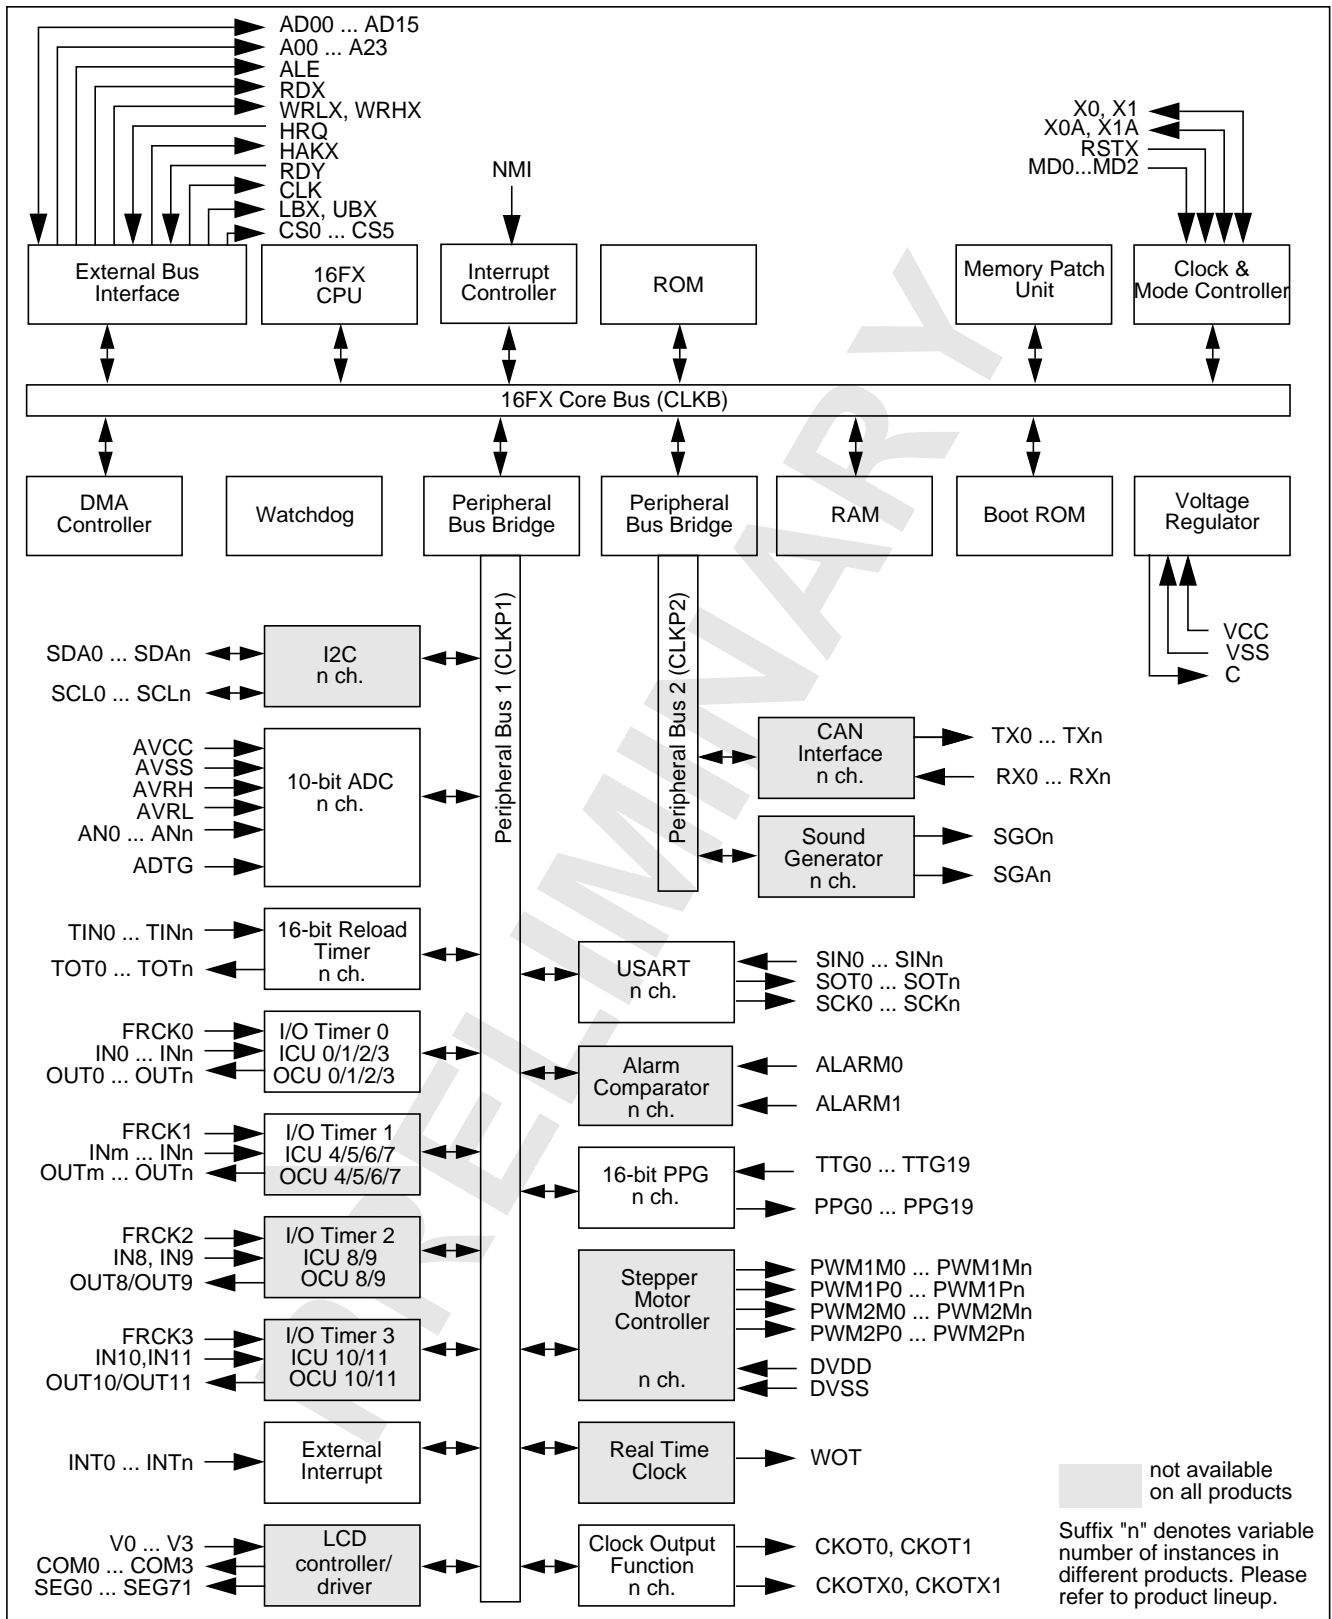 AD00 ... AD15
A00 ... A23
ALE
RDX
WRLX, WRHX
HRQ
HAKX
RDY
CLK
LBX, UBX
CS0 ... CS5
NMI
X0, X1
X0A, X1A
RSTX
MD0...MD2
External Bus
Interface
16FX
CPU
Interrupt
Controller
ROM
Memory Patch
Unit
Clock &
Mode Controller
16FX Core Bus (CLKB)
DMA
Controller
Watchdog
Peripheral
Bus Bridge
Peripheral
Bus Bridge
RAM
Boot ROM
Voltage
Regulator
VCC
VSS
C
Peripheral Bus 1 (CLKP1)
Peripheral Bus 2 (CLKP2)
SDA0 ... SDAn
SCL0 ... SCLn
I2C
n ch.
AVCC
AVSS
AVRH
AVRL
AN0 ... ANn
ADTG
10-bit ADC
n ch.
TIN0 ... TINn
TOT0 ... TOTn
16-bit Reload
Timer
n ch.
FRCK0
IN0 ... INn
OUT0 ... OUTn
I/O Timer 0
ICU 0/1/2/3
OCU 0/1/2/3
FRCK1
INm ... INn
OUTm ... OUTn
I/O Timer 1
ICU 4/5/6/7
OCU 4/5/6/7
FRCK2
IN8, IN9
OUT8/OUT9
I/O Timer 2
ICU 8/9
OCU 8/9
FRCK3
IN10,IN11
OUT10/OUT11
I/O Timer 3
ICU 10/11
OCU 10/11
INT0 ... INTn
External
Interrupt
V0 ... V3
COM0 ... COM3
SEG0 ... SEG71
LCD
controller/
driver
CAN
Interface
n ch.
TX0 ... TXn
RX0 ... RXn
Sound
Generator
n ch.
SGOn
SGAn
USART
n ch.
SIN0 ... SINn
SOT0 ... SOTn
SCK0 ... SCKn
Alarm
Comparator
n ch.
ALARM0
ALARM1
16-bit PPG
n ch.
TTG0 ... TTG19
PPG0 ... PPG19
Stepper
Motor
Controller
n ch.
PWM1M0 ... PWM1Mn
PWM1P0 ... PWM1Pn
PWM2M0 ... PWM2Mn
PWM2P0 ... PWM2Pn
DVDD
DVSS
Real Time
Clock
WOT
Clock Output
Function
n ch.
CKOT0, CKOT1
CKOTX0, CKOTX1
not available
on all products
Suffix "n" denotes variable
number of instances in
different products. Please
refer to product lineup.
PRELIMINARY